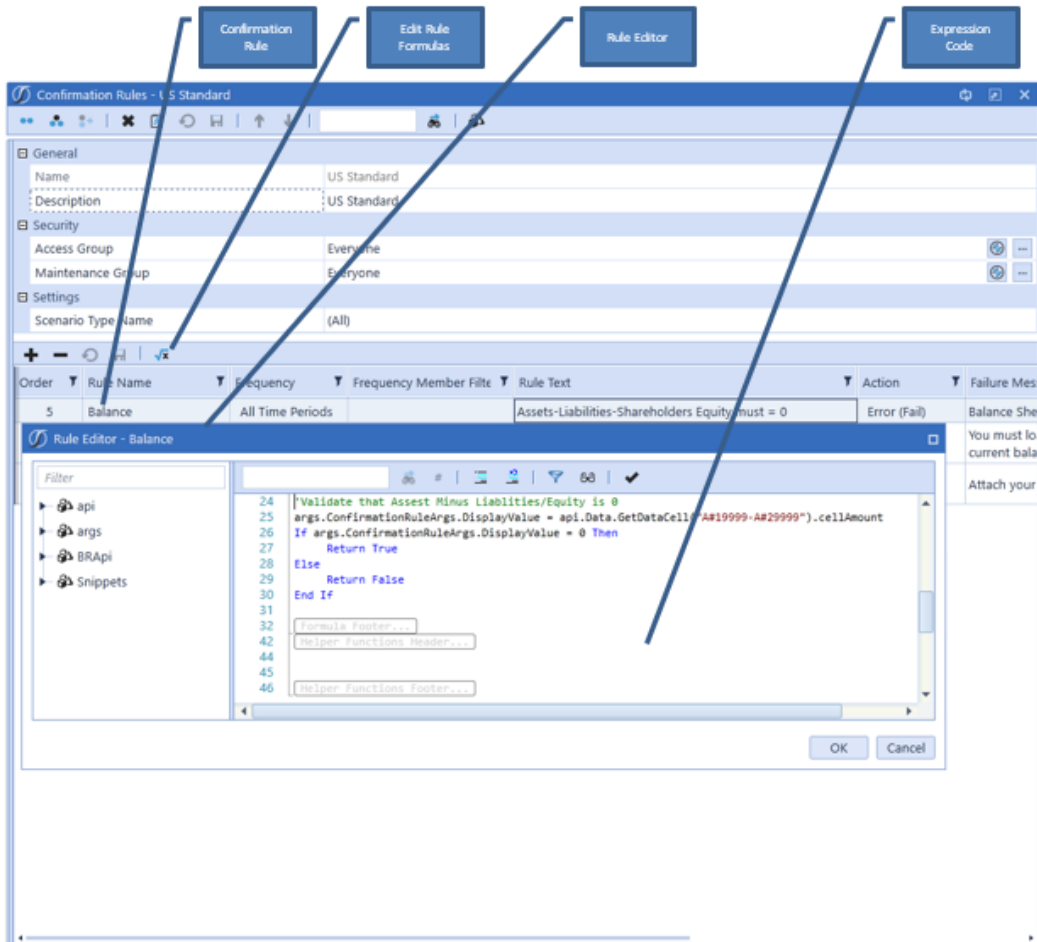 Confirmation
Rule
Edit Rule
Formulas
Rule Editor
Expression
Code
Confirmation Rules - US Standard
General
Name US Standard
Description US Standard
Security
Access Group Everyone
Maintenance Group Everyone
Settings
Scenario Type Name (All)
Order Rule Name Frequency Frequency Member Filte Rule Text Action Failure Mes
5 Balance All Time Periods Assets-Liabilities-Shareholders Equity must = 0 Error (Fail) Balance She
Rule Editor - Balance
You must lo
current bala
Attach your
Filter
api
args
BRApi
Snippets
24 'Validate that Assest Minus Liablities/Equity is 0
25 args.ConfirmationRuleArgs.DisplayValue = api.Data.GetDataCell("A#19999-A#29999").cellAmount
26 If args.ConfirmationRuleArgs.DisplayValue = 0 Then
27 Return True
28 Else
29 Return False
30 End If
31
32 Formula Footer...
42 Helper Functions Header...
44
45
46 Helper Functions Footer...
OK Cancel